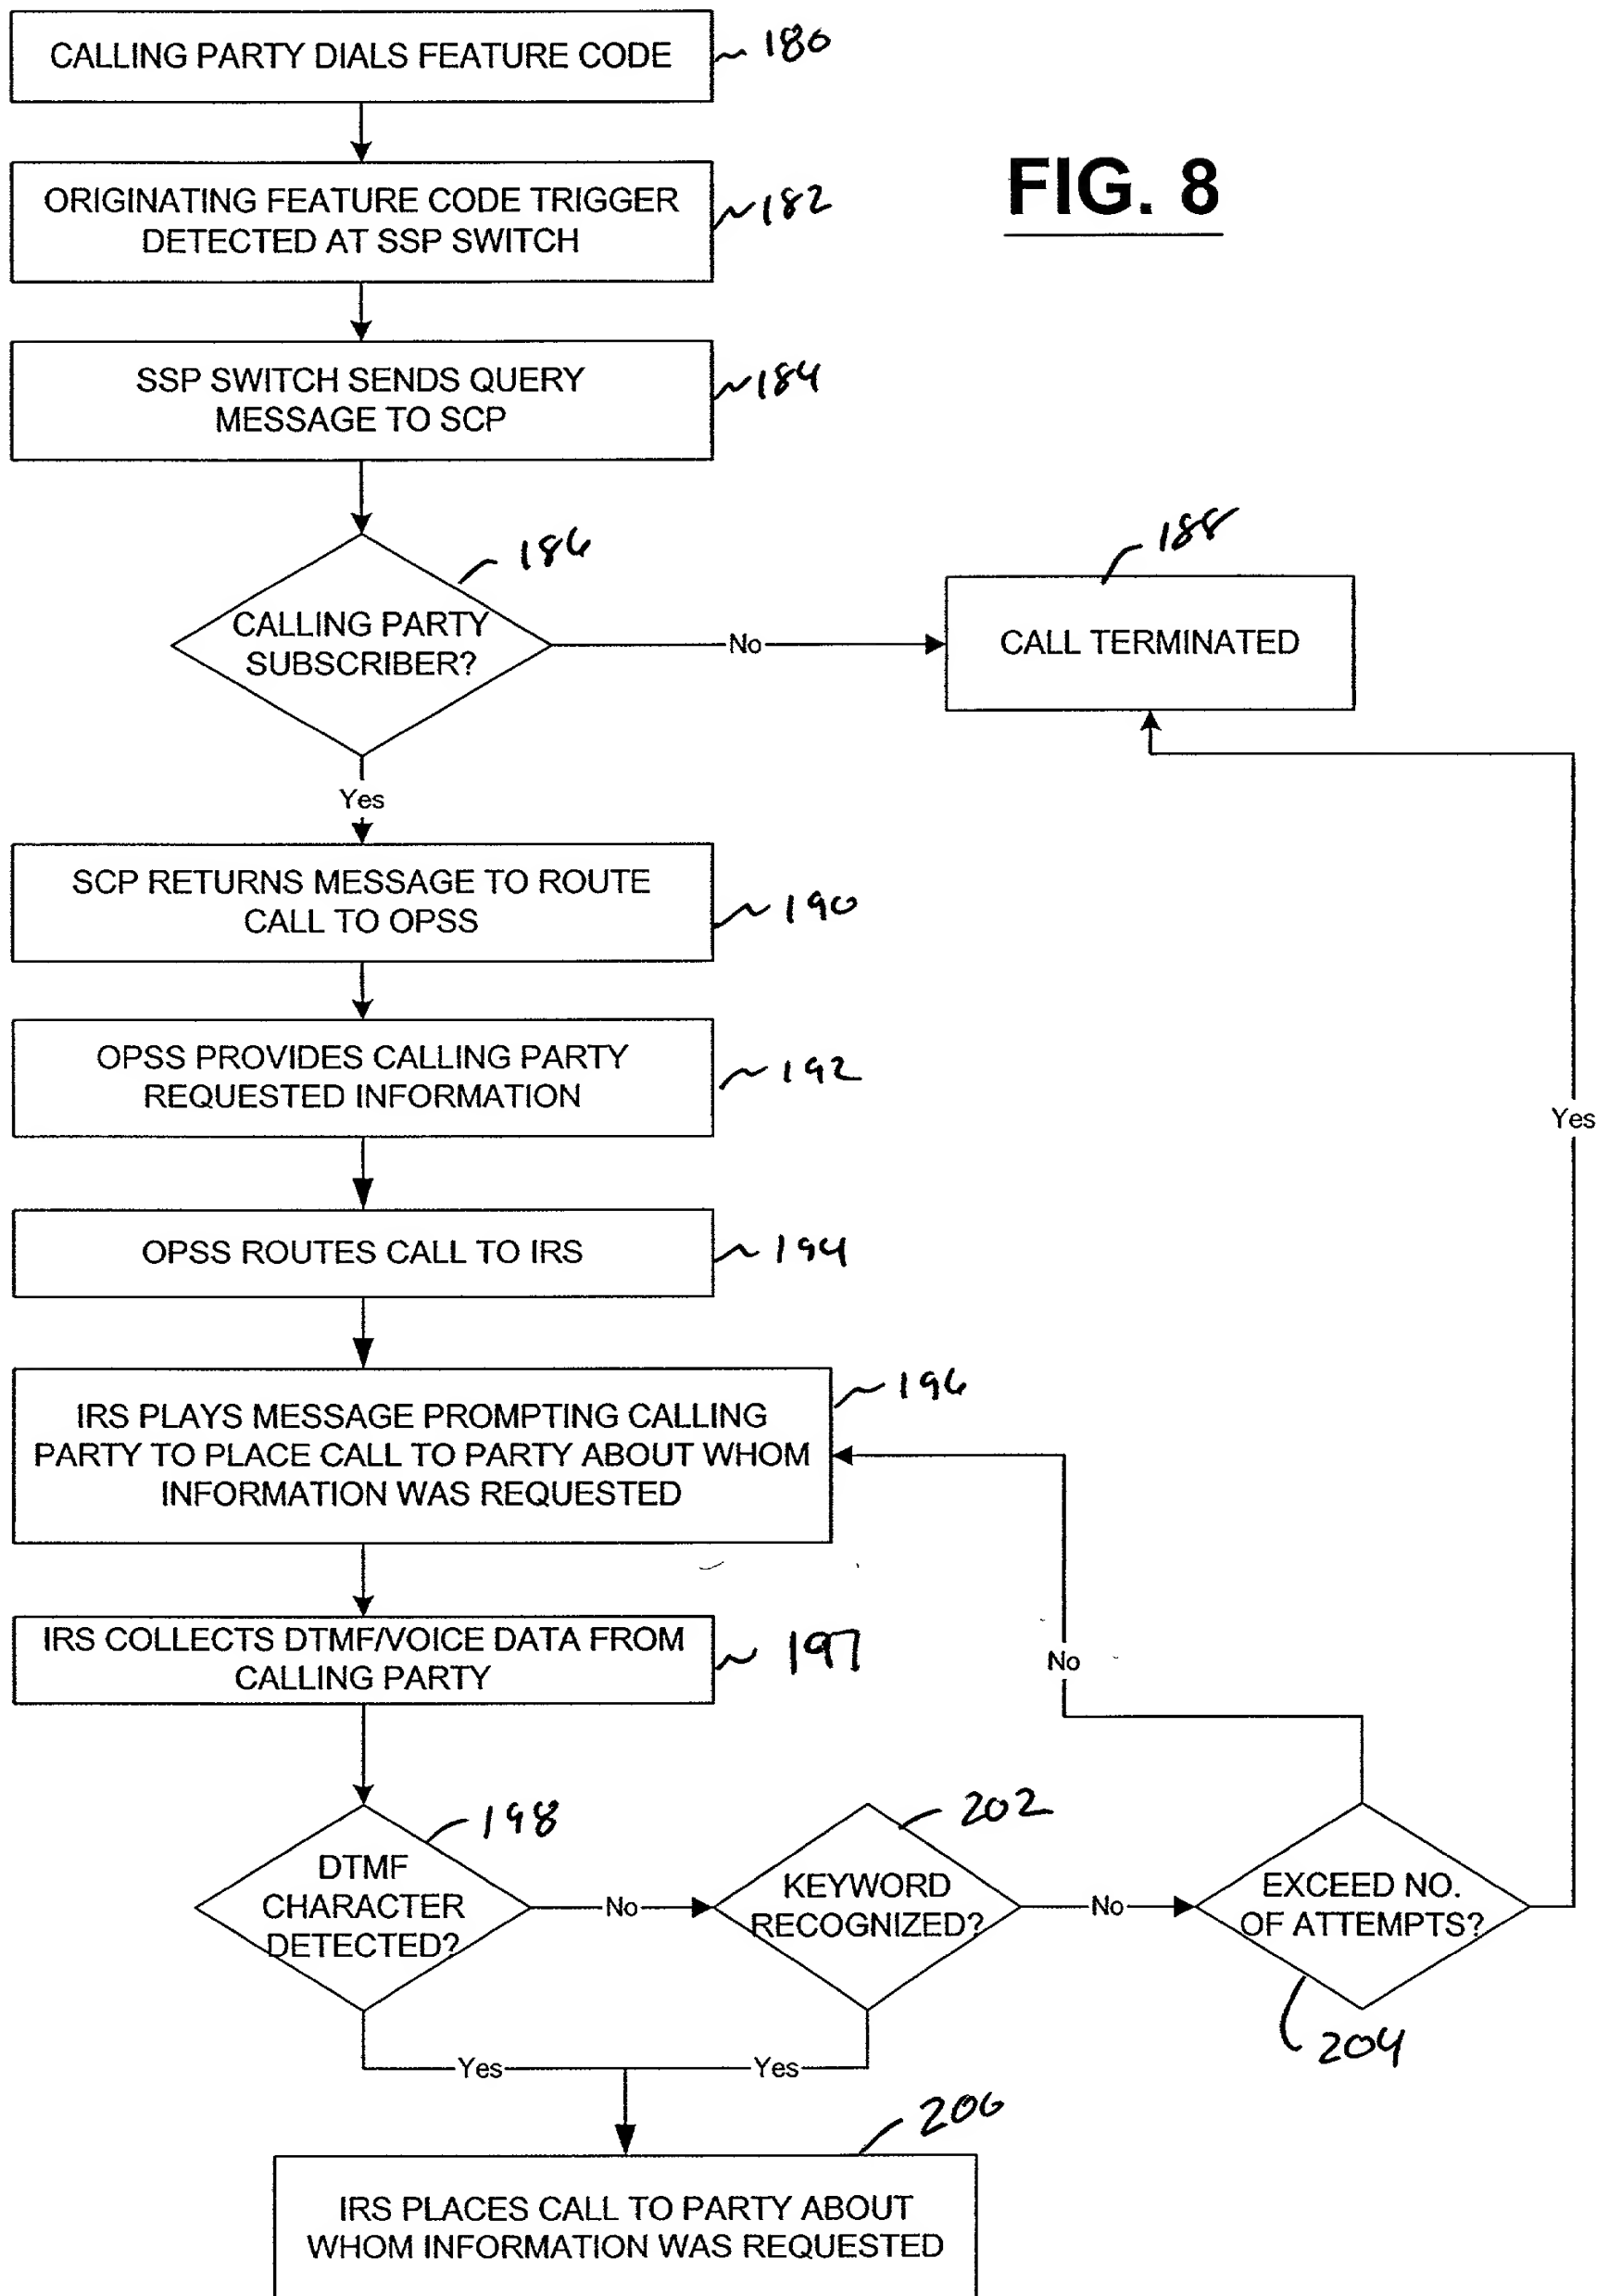 CALLING PARTY DIALS FEATURE CODE
180
FIG. 8
ORIGINATING FEATURE CODE TRIGGER
DETECTED AT SSP SWITCH
182
SSP SWITCH SENDS QUERY
MESSAGE TO SCP
184
186
188
CALLING PARTY
SUBSCRIBER?
No
CALL TERMINATED
Yes
SCP RETURNS MESSAGE TO ROUTE
CALL TO OPSS
190
OPSS PROVIDES CALLING PARTY
REQUESTED INFORMATION
192
Yes
OPSS ROUTES CALL TO IRS
194
196
IRS PLAYS MESSAGE PROMPTING CALLING
PARTY TO PLACE CALL TO PARTY ABOUT WHOM
INFORMATION WAS REQUESTED
IRS COLLECTS DTMF/VOICE DATA FROM
CALLING PARTY
197
No
198
202
DTMF
CHARACTER
DETECTED?
No
KEYWORD
RECOGNIZED?
No
EXCEED NO.
OF ATTEMPTS?
204
Yes
Yes
206
IRS PLACES CALL TO PARTY ABOUT
WHOM INFORMATION WAS REQUESTED